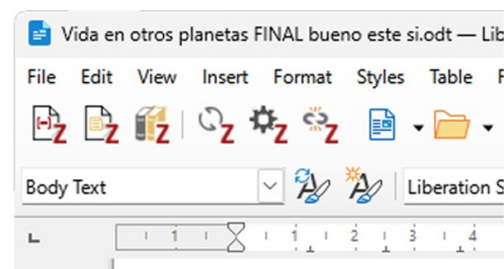 Vida en otros planetas FINAL bueno este si.odt — Lib
File Edit View Insert Format Styles Table F
Z Z Z Z Z Z
Body Text Liberation S
1 1 2 3 4